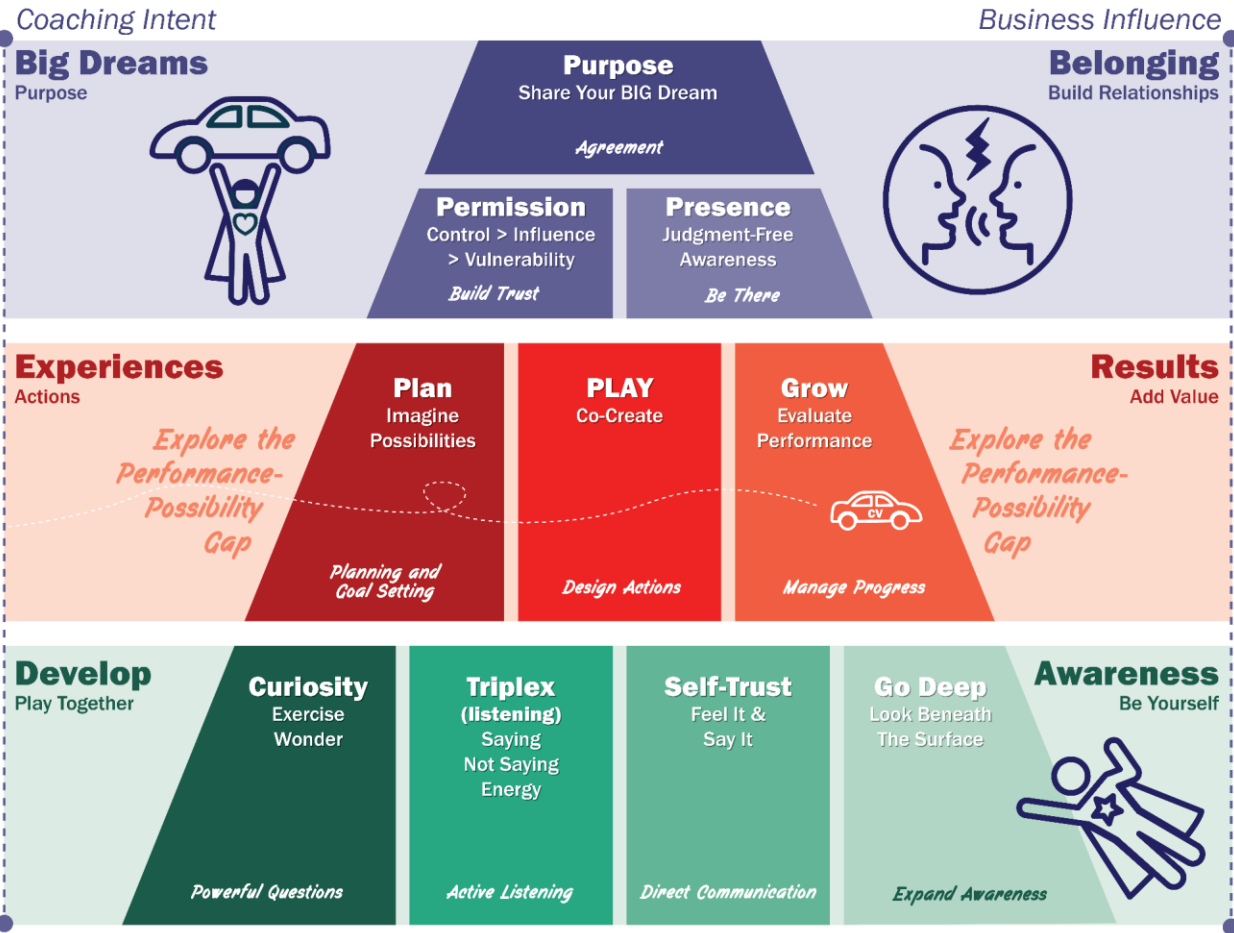 Coaching Intent
Business Influence
Big Dreams
Purpose
Purpose
Share Your BIG Dream
Agreement
Belonging
Build Relationships
Permission
Control > Influence
> Vulnerability
Build Trust
Presence
Judgment-Free
Awareness
Be There
Experiences
Actions
Explore the
Performance-
Possibility
Gap
Plan
Imagine
Possibilities
Planning and
Goal Setting
PLAY
Co-Create
Design Actions
Grow
Evaluate
Performance
CV
Manage Progress
Results
Add Value
Explore the
Performance-
Possibility
Gap
Develop
Play Together
Curiosity
Exercise
Wonder
Powerful Questions
Triplex
(listening)
Saying
Not Saying
Energy
Active Listening
Self-Trust
Feel It &
Say It
Direct Communication
Go Deep
Look Beneath
The Surface
Expand Awareness
Awareness
Be Yourself